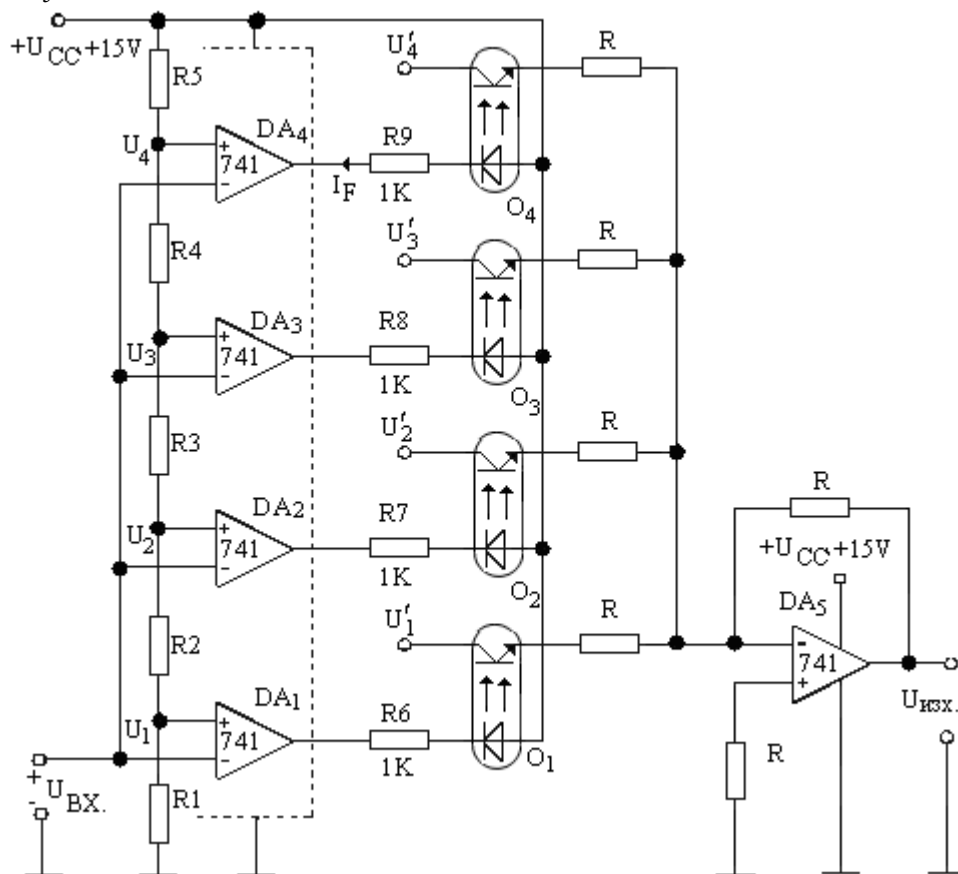 +U CC +15V
R5
U4
+
DA4
741
-
IF
R9
1K
U'4
O4
R
R4
U3
+
DA3
741
-
R8
1K
U'3
O3
R
R3
U2
+
DA2
741
-
R7
1K
U'2
O2
R
R2
U1
+
DA1
741
-
R6
1K
U'1
O1
R
R1
+
-
U ВХ.
R
+U CC +15V
DA5
-
741
+
R
U изх.